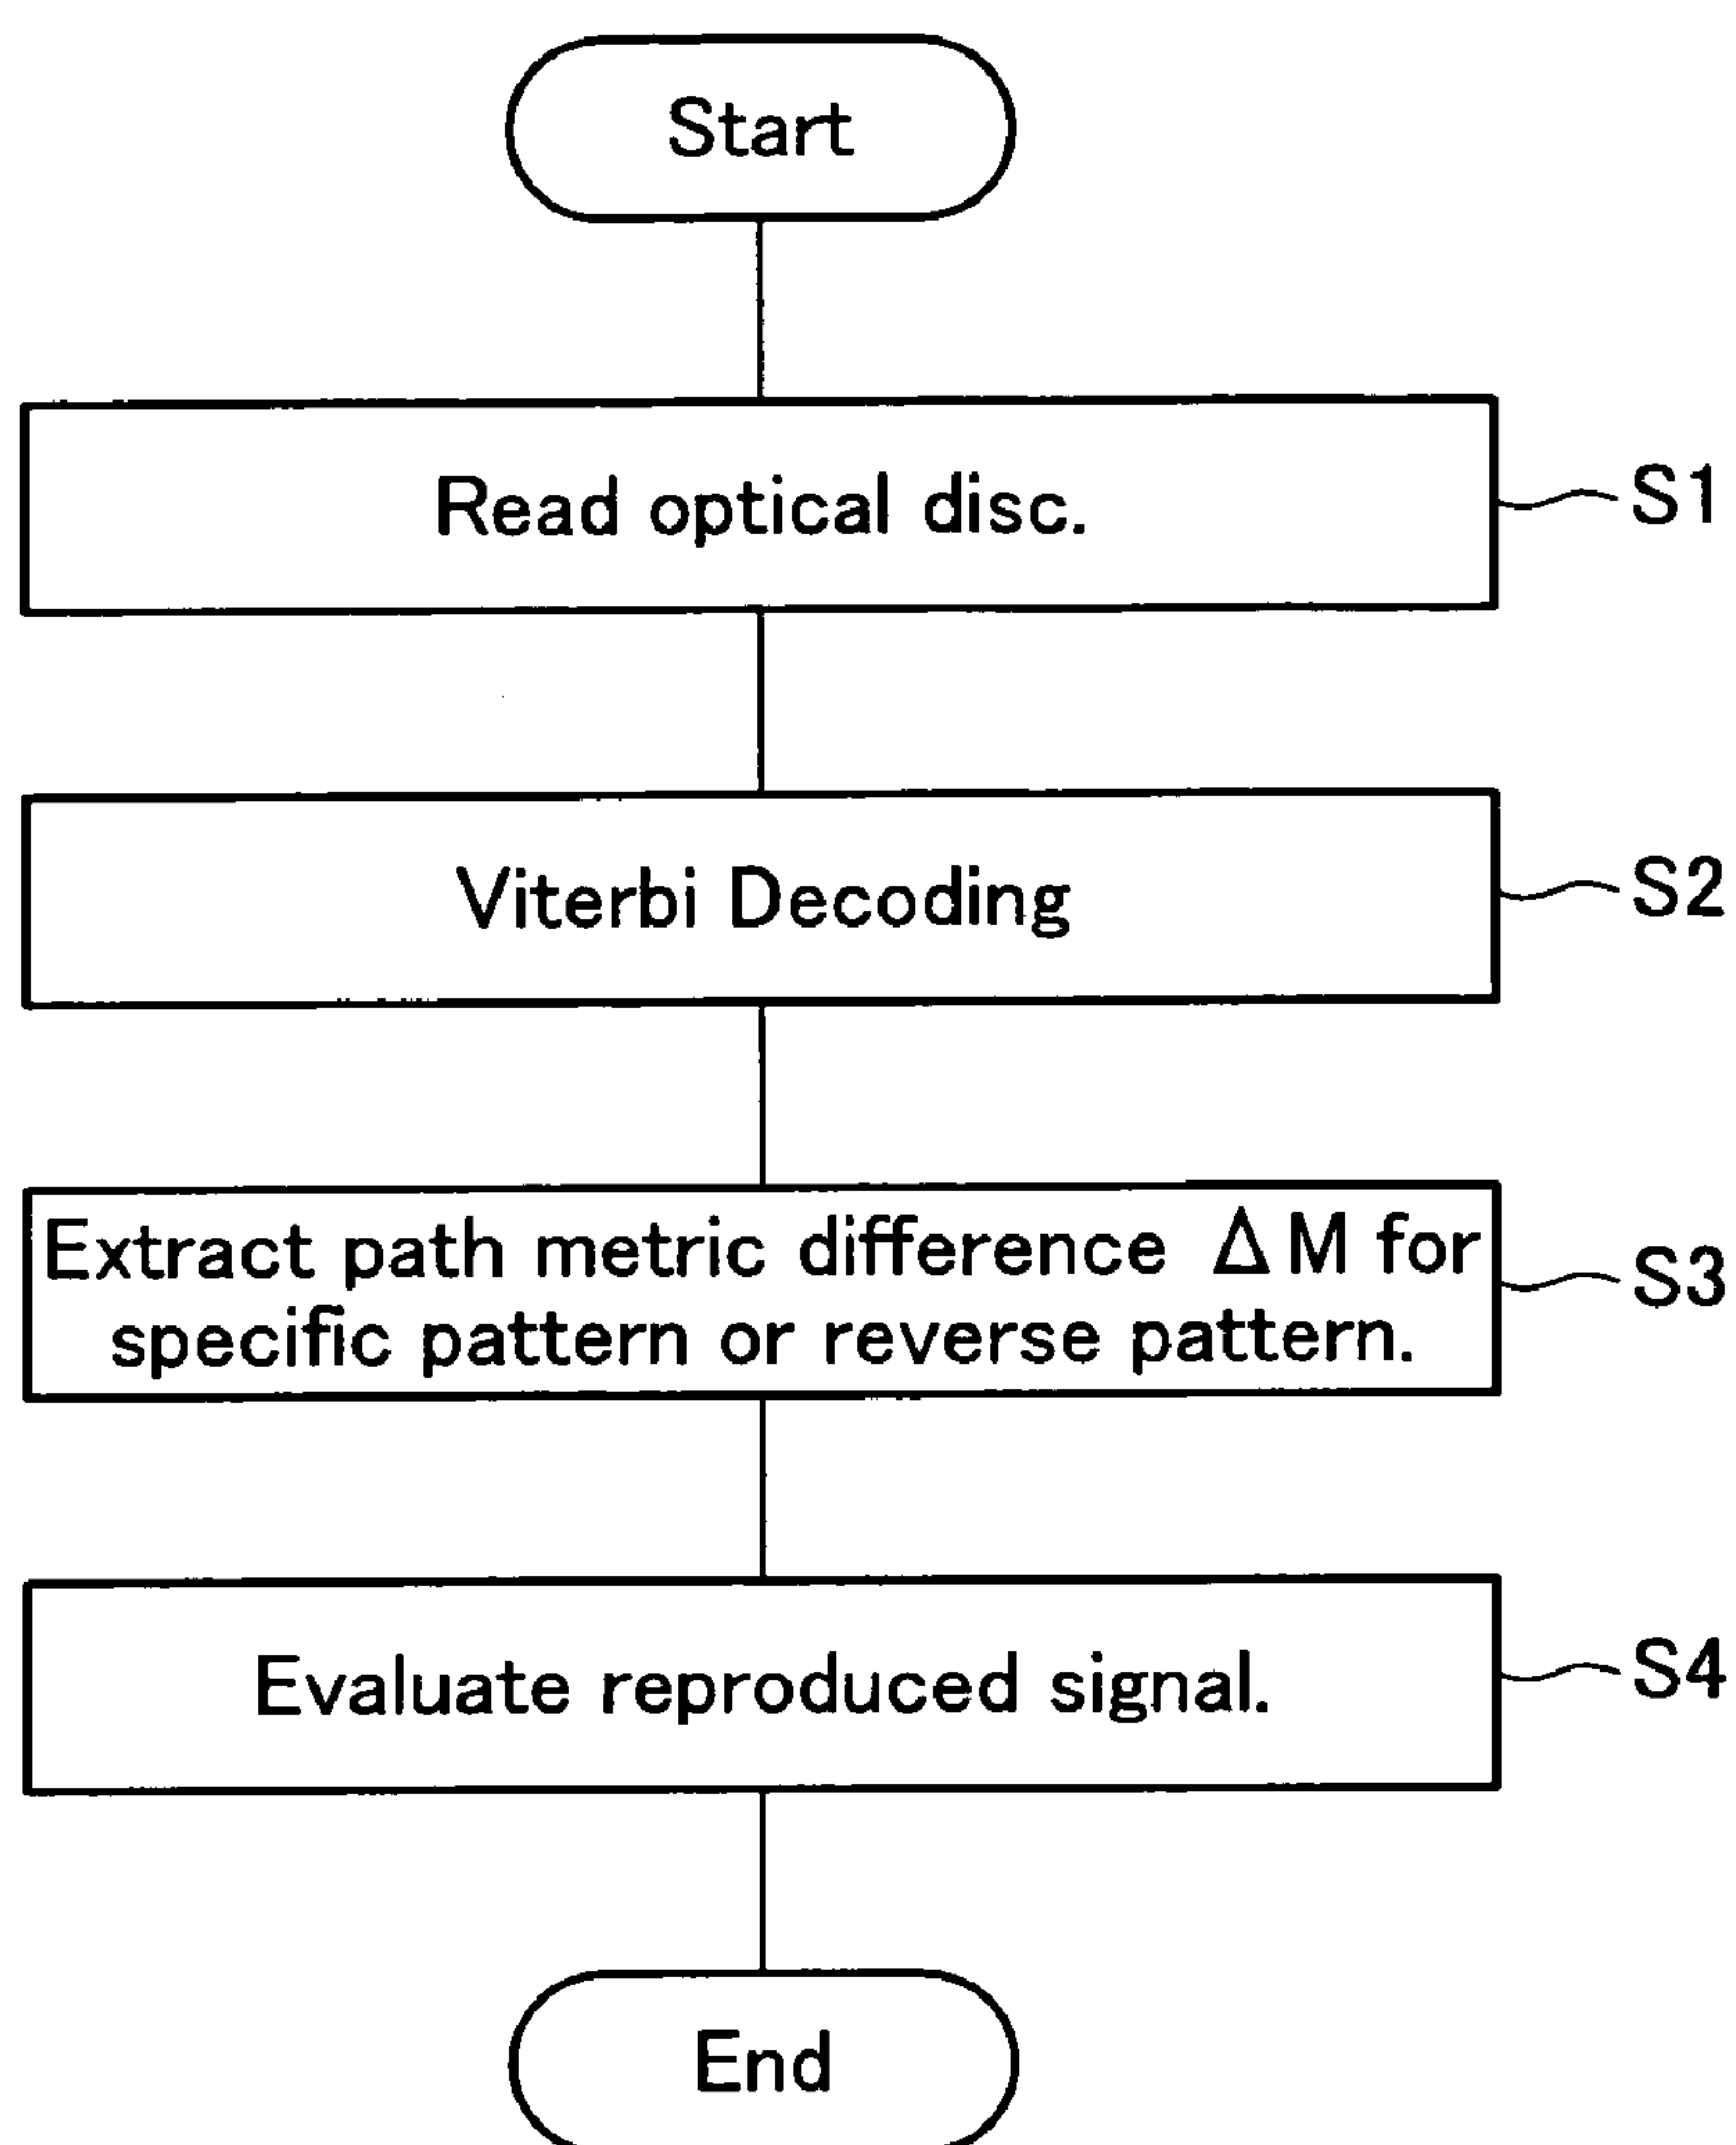 Start
Read optical disc.
S1
Viterbi Decoding
S2
Extract path metric difference ΔM for
specific pattern or reverse pattern.
S3
Evaluate reproduced signal.
S4
End